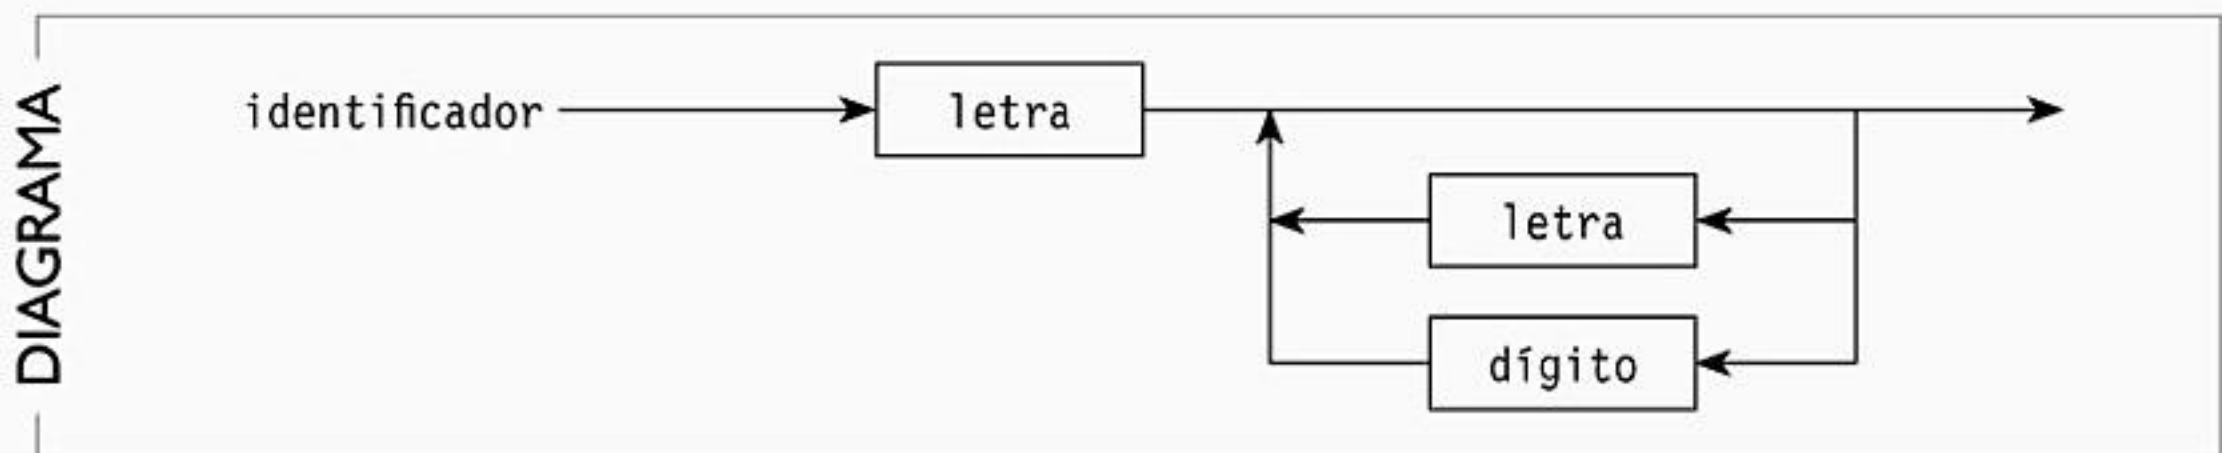 DIAGRAMA
identificador
letra
letra
dígito